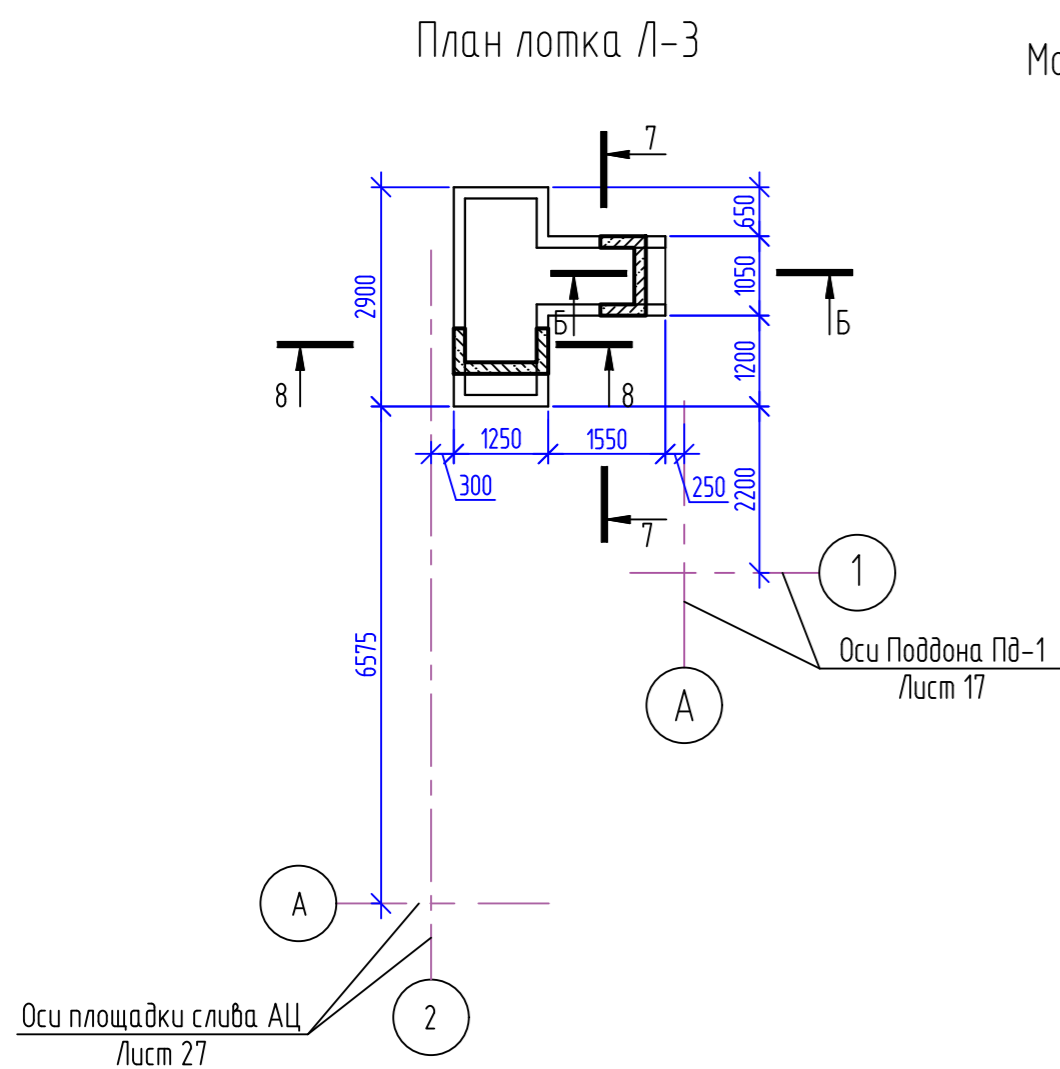 План лотка Л-3
Мо
7
650
2900
1050
Б
Б
1200
8
8
1250
1550
300
250
2200
7
1
6575
Оси Поддона Пд-1
Лист 17
А
А
Оси площадки слива АЦ
Лист 27
2